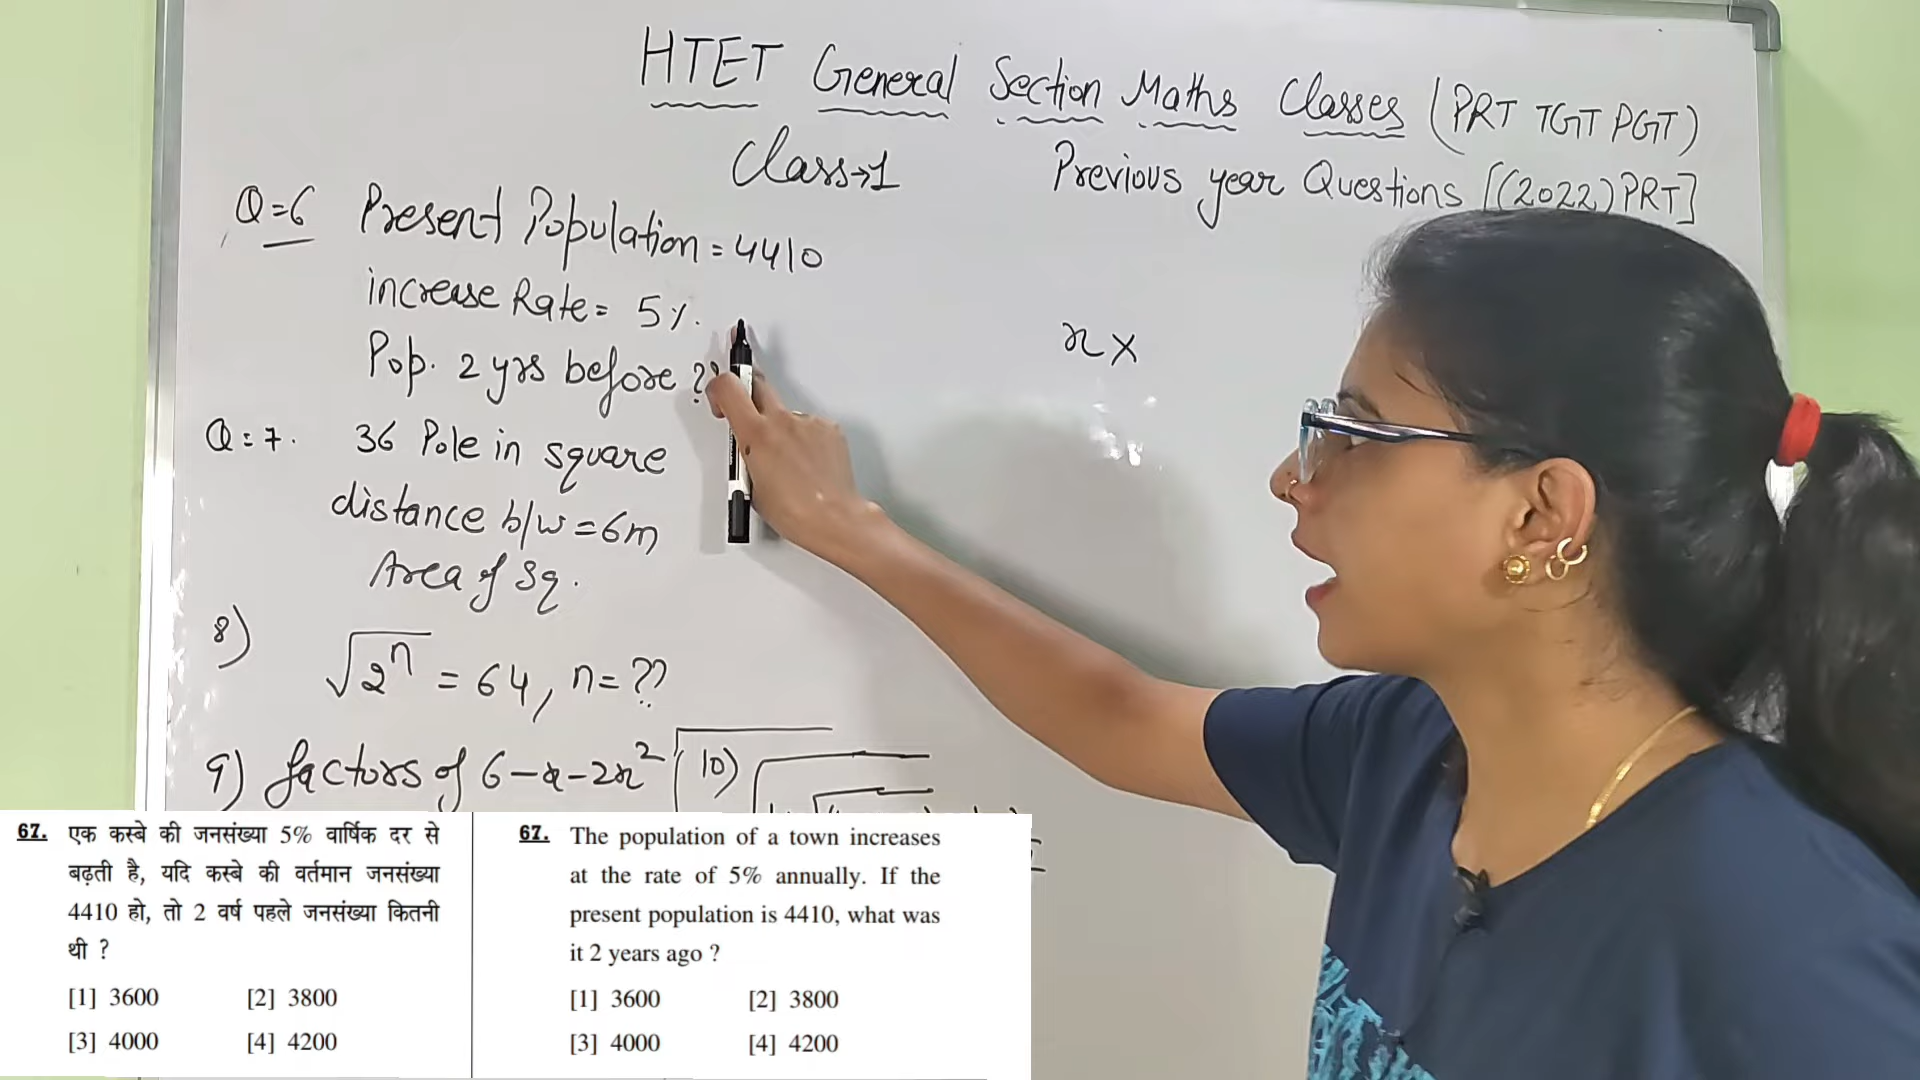 HTET General Section Maths Classes (PRT TGT PGT)
Class→1 Previous year Questions [(2022)PRT]
Q=6 Present Population = 4410
increase Rate = 5%.
Pop. 2 yrs before ??
x x
Q=7. 36 Pole in square
distance b/w = 6m
Area of Sq.
8) √2ⁿ = 64, n= ??
9) factors of 6-x-2x² 10)
67. एक कस्बे की जनसंख्या 5% वार्षिक दर से
बढ़ती है, यदि कस्बे की वर्तमान जनसंख्या
4410 हो, तो 2 वर्ष पहले जनसंख्या कितनी
थी ?
[1] 3600 [2] 3800
[3] 4000 [4] 4200
67. The population of a town increases
at the rate of 5% annually. If the
present population is 4410, what was
it 2 years ago ?
[1] 3600 [2] 3800
[3] 4000 [4] 4200